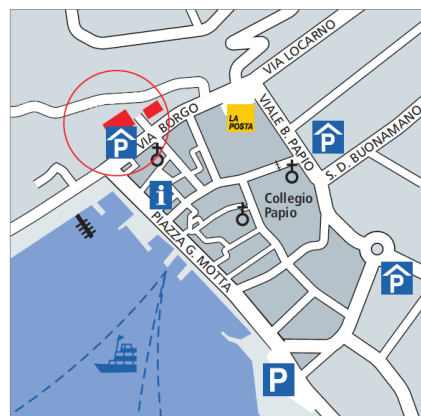 VIA LOCARNO
VIA BORGO
LA
POSTA
VIALE B. PAPIO
P
P
S. D. BUONAMANO
i
Collegio
Papio
PIAZZA G. MOTTA
P
P